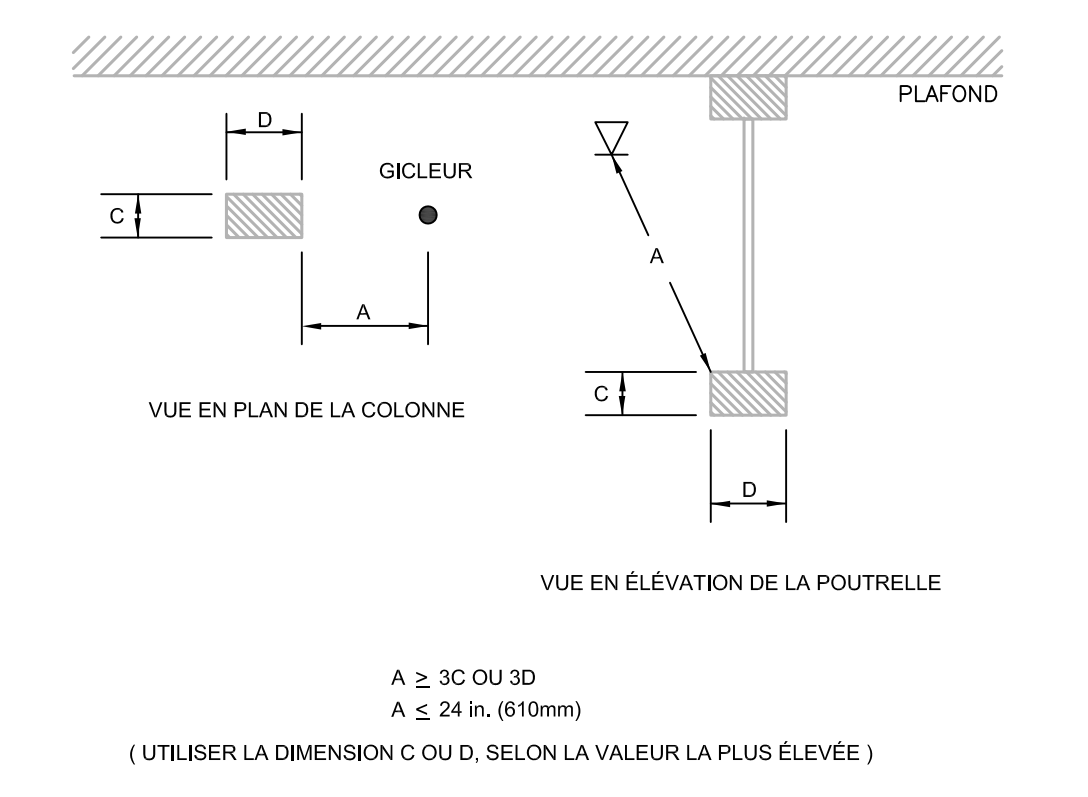 PLAFOND
D
GICLEUR
C
A
VUE EN PLAN DE LA COLONNE
A
C
D
VUE EN ÉLÉVATION DE LA POUTRELLE
A ≥ 3C OU 3D
A ≤ 24 in. (610mm)
( UTILISER LA DIMENSION C OU D, SELON LA VALEUR LA PLUS ÉLEVÉE )